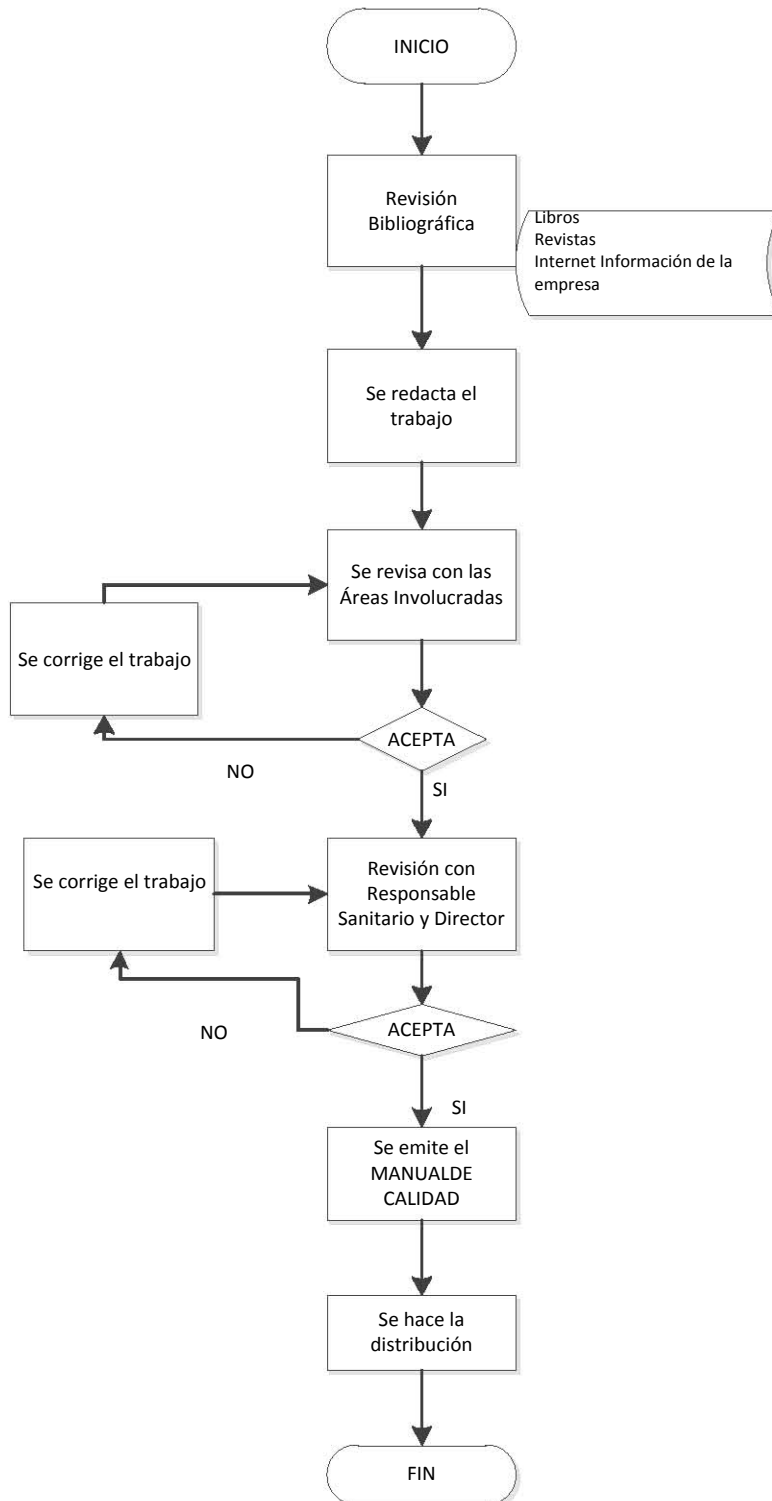 INICIO
Revisión
Bibliográfica
Libros
Revistas
Internet Información de la
empresa
Se redacta el
trabajo
Se revisa con las
Áreas Involucradas
Se corrige el trabajo
ACEPTA
NO
SI
Se corrige el trabajo
Revisión con
Responsable
Sanitario y Director
ACEPTA
NO
SI
Se emite el
MANUALDE
CALIDAD
Se hace la
distribución
FIN